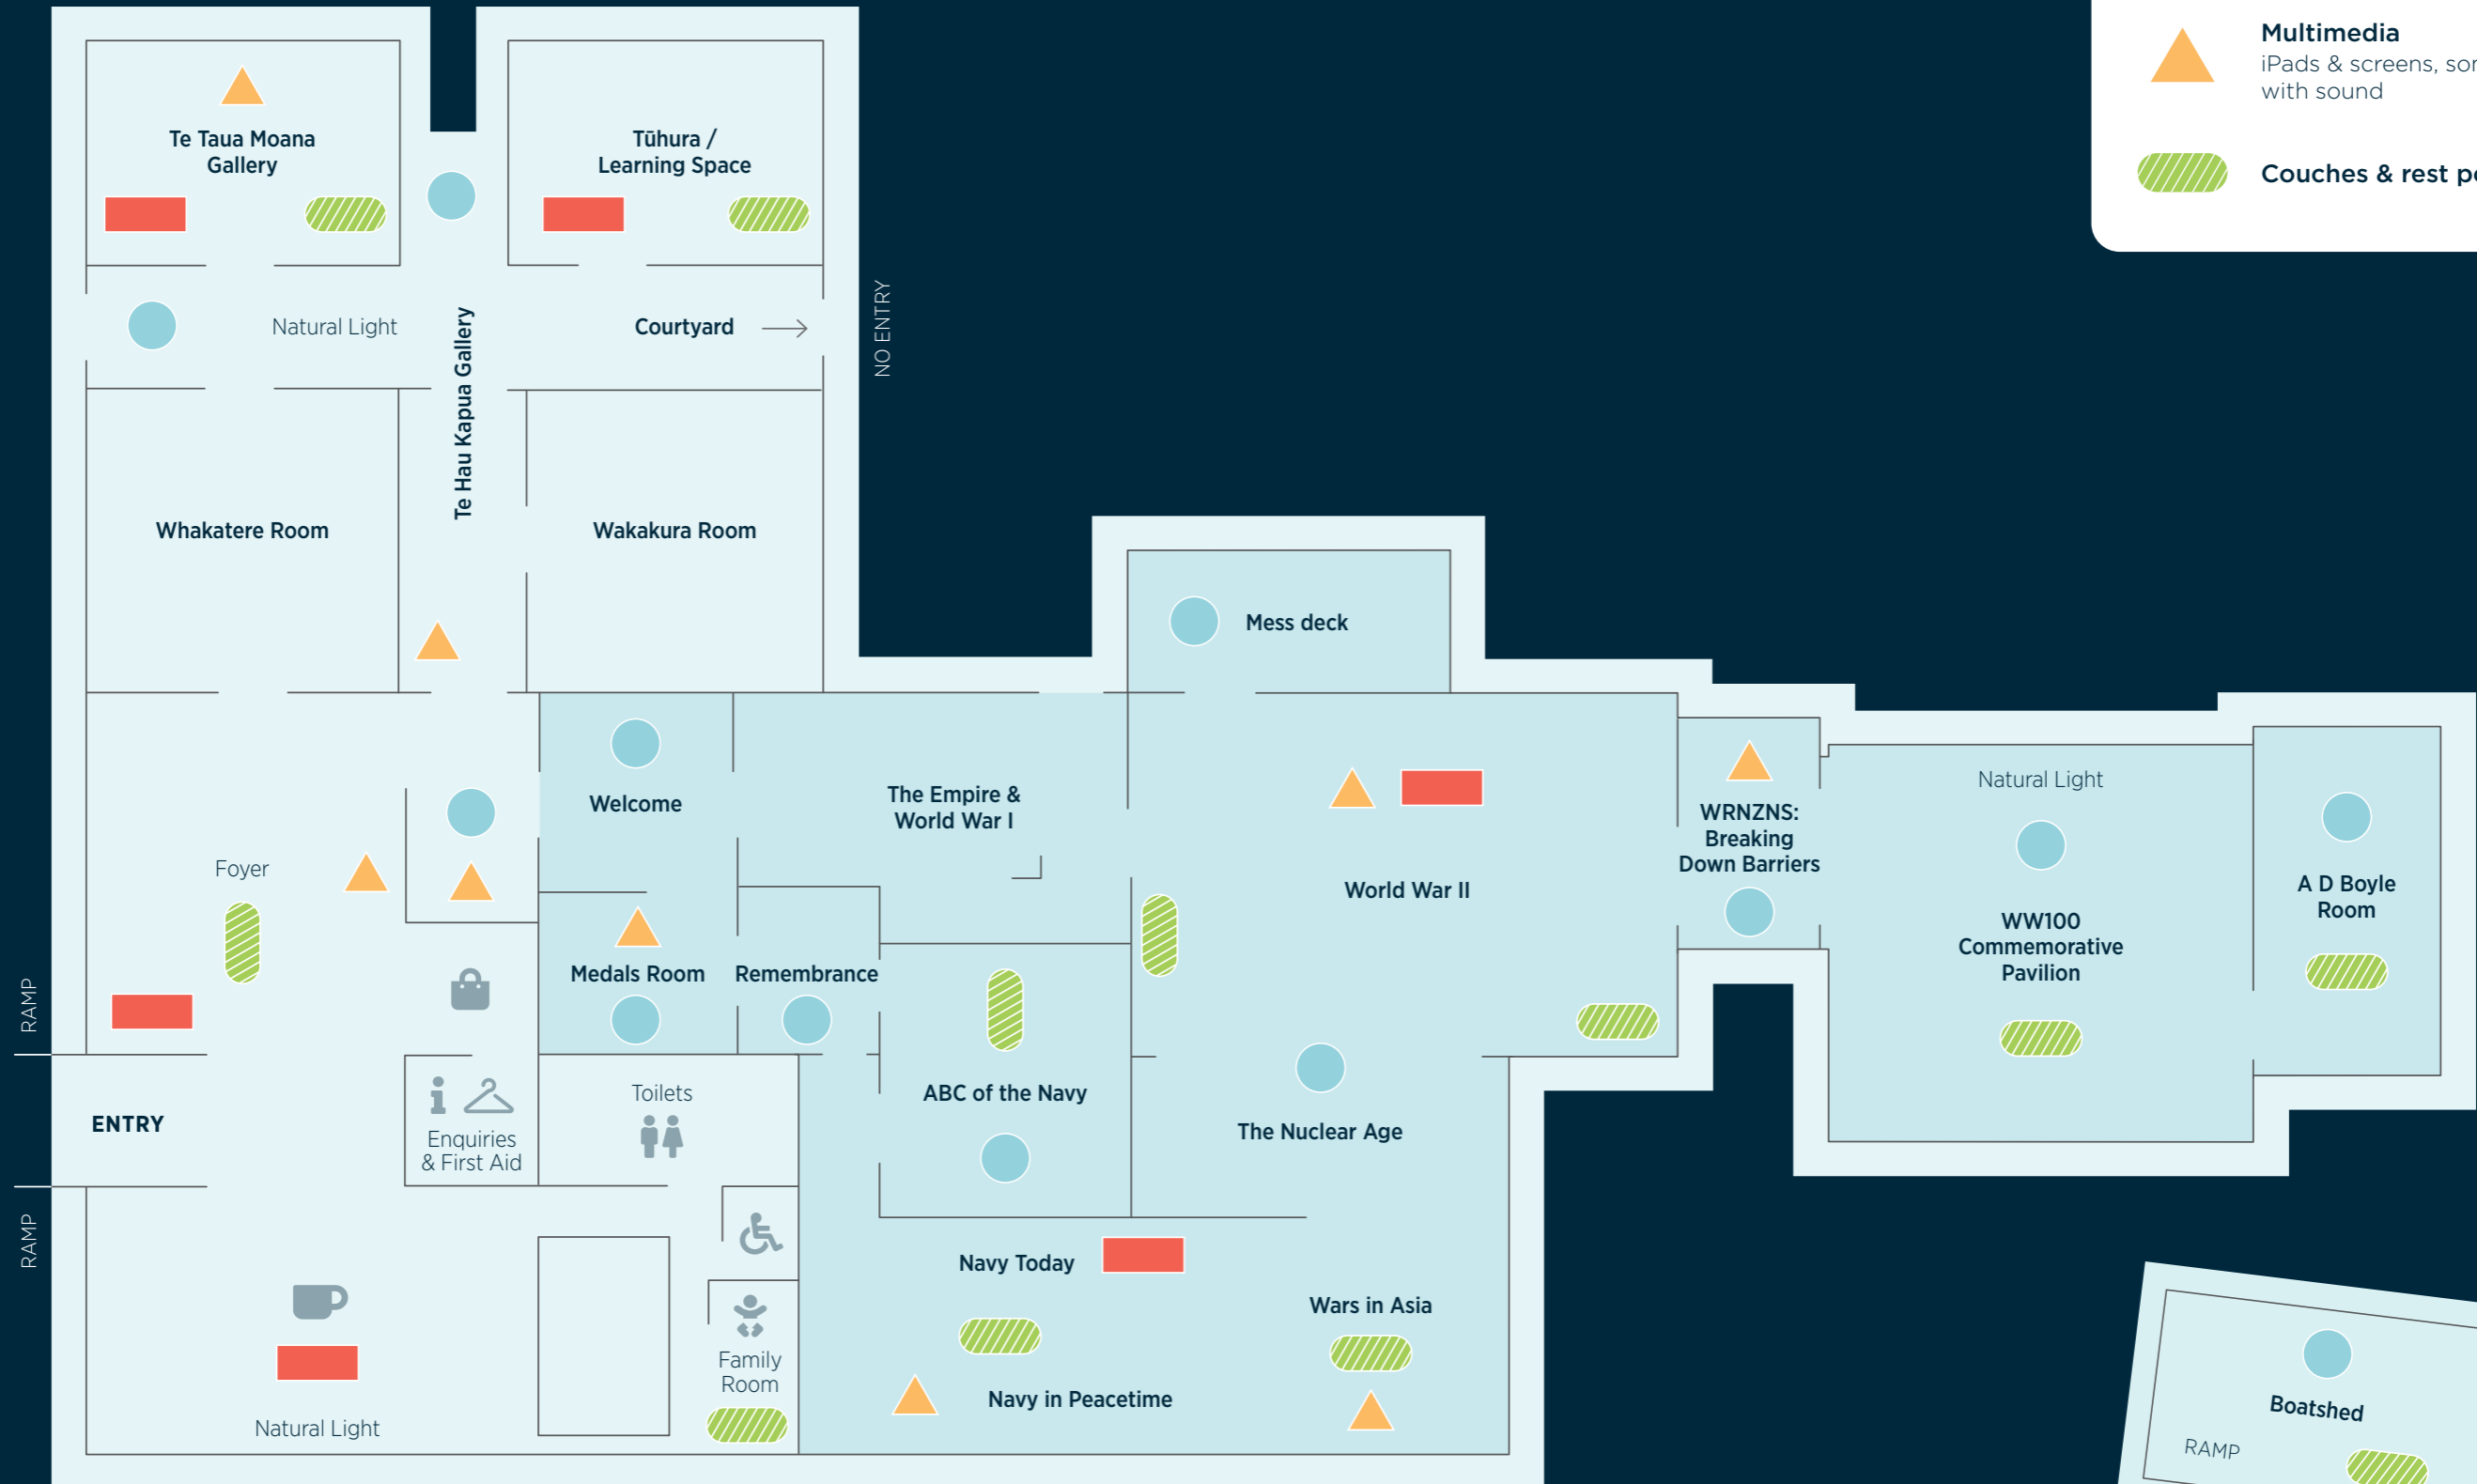 Multimedia
iPads & screens, sor
with sound
Couches & rest p
Te Taua Moana
Gallery
Tūhura /
Learning Space
Natural Light
Te Hau Kapua Gallery
Courtyard
NO ENTRY
Whakatere Room
Wakakura Room
Mess deck
Welcome
The Empire &
World War I
Foyer
World War II
WRNZNS:
Breaking
Down Barriers
Natural Light
WW100
Commemorative
Pavilion
A D Boyle
Room
Medals Room
Remembrance
RAMP
ENTRY
Enquiries
& First Aid
Toilets
ABC of the Navy
The Nuclear Age
RAMP
Navy Today
Wars in Asia
Family
Room
Navy in Peacetime
Natural Light
Boatshed
RAMP